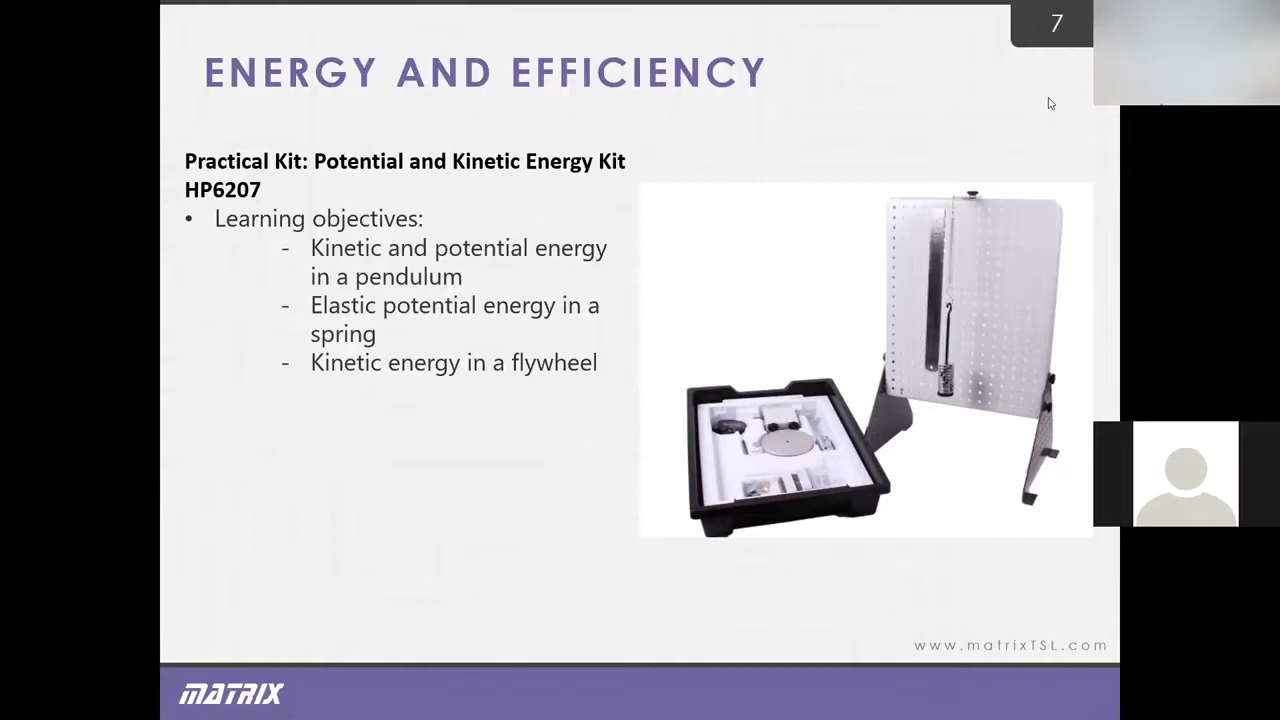 7
ENERGY AND EFFICIENCY
Practical Kit: Potential and Kinetic Energy Kit
HP6207
• Learning objectives:
- Kinetic and potential energy
in a pendulum
- Elastic potential energy in a
spring
- Kinetic energy in a flywheel
www.matrixTSL.com
MATRIX